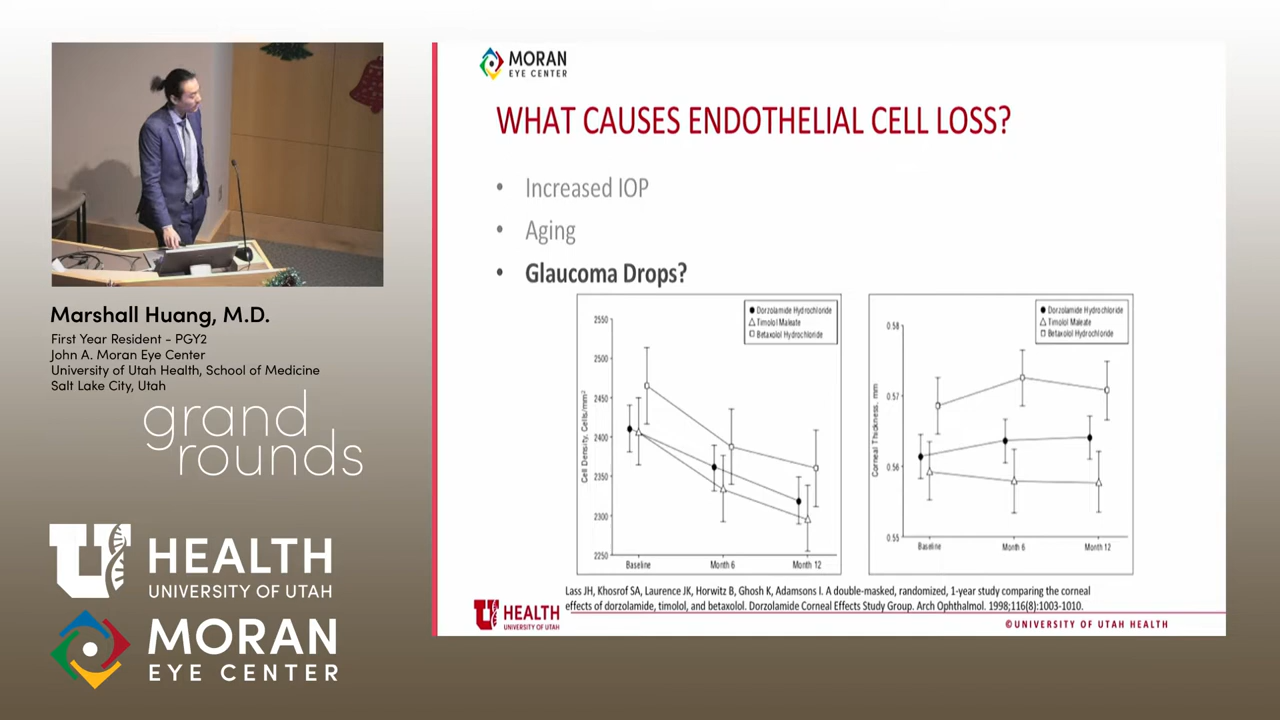 MORAN
EYE CENTER
WHAT CAUSES ENDOTHELIAL CELL LOSS?
• Increased IOP
• Aging
• Glaucoma Drops?
Dorzolamide Hydrochloride
Timolol Maleate
Betaxolol Hydrochloride
2550
2500
2450
2400
2350
2300
2250
Cell Density, Cells/mm²
Baseline
Month 6
Month 12
Dorzolamide Hydrochloride
Timolol Maleate
Betaxolol Hydrochloride
0.58
0.57
0.56
0.55
Corneal Thickness, mm
Baseline
Month 6
Month 12
Lass JH, Khosrof SA, Laurence JK, Horwitz B, Ghosh K, Adamsons I. A double-masked, randomized, 1-year study comparing the corneal
effects of dorzolamide, timolol, and betaxolol. Dorzolamide Corneal Effects Study Group. Arch Ophthalmol. 1998;116(8):1003-1010.
U HEALTH
UNIVERSITY OF UTAH
©UNIVERSITY OF UTAH HEALTH
Marshall Huang, M.D.
First Year Resident - PGY2
John A. Moran Eye Center
University of Utah Health, School of Medicine
Salt Lake City, Utah
grand
rounds
U HEALTH
UNIVERSITY OF UTAH
MORAN
EYE CENTER